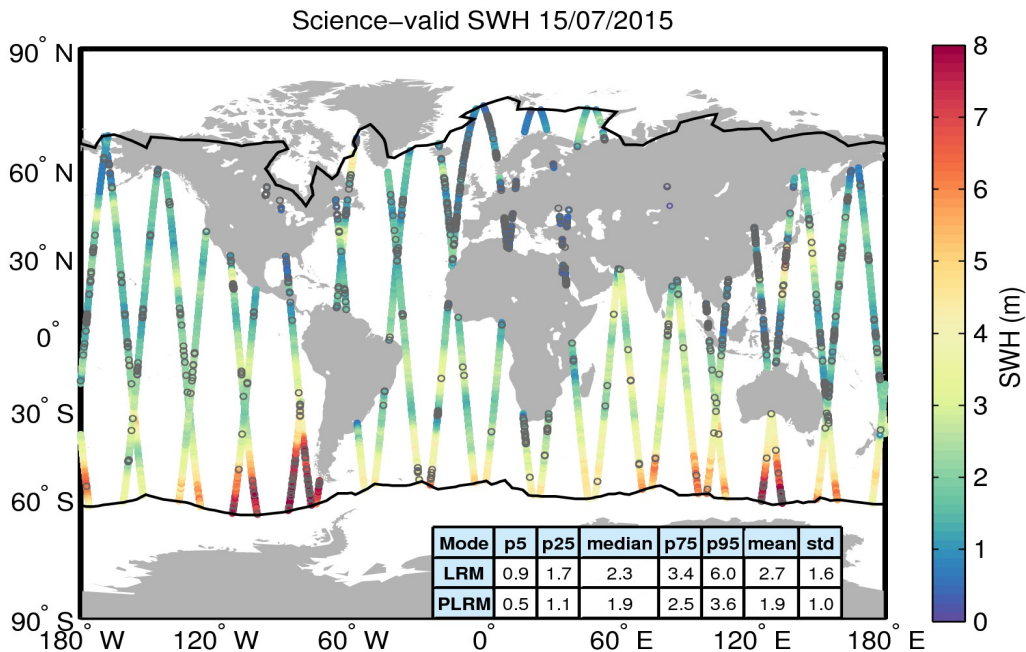 Science−valid SWH 15/07/2015
90° N
60° N
30° N
0°
30° S
60° S
90° S
180° W
120° W
60° W
0°
60° E
120° E
180° E
Mode p5 p25 median p75 p95 mean std
LRM 0.9 1.7 2.3 3.4 6.0 2.7 1.6
PLRM 0.5 1.1 1.9 2.5 3.6 1.9 1.0
8
7
6
5
4
3
2
1
0
SWH (m)